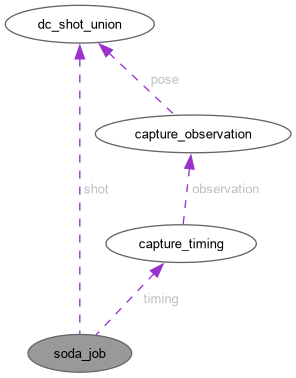 dc_shot_union
pose
capture_observation
shot
observation
capture_timing
timing
soda_job